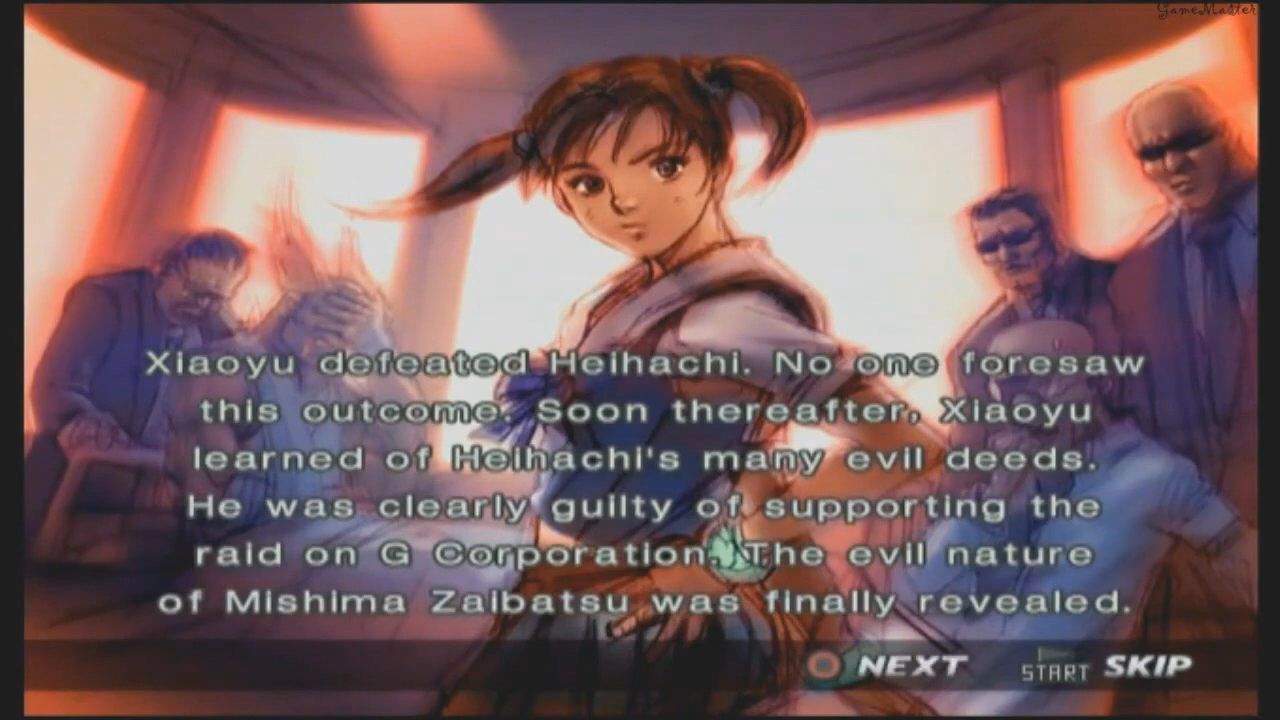 GameMaster
Xiaoyu defeated Heihachi. No one foresaw
this outcome. Soon thereafter, Xiaoyu
learned of Heihachi's many evil deeds.
He was clearly guilty of supporting the
raid on G Corporation. The evil nature
of Mishima Zaibatsu was finally revealed.
NEXT START SKIP